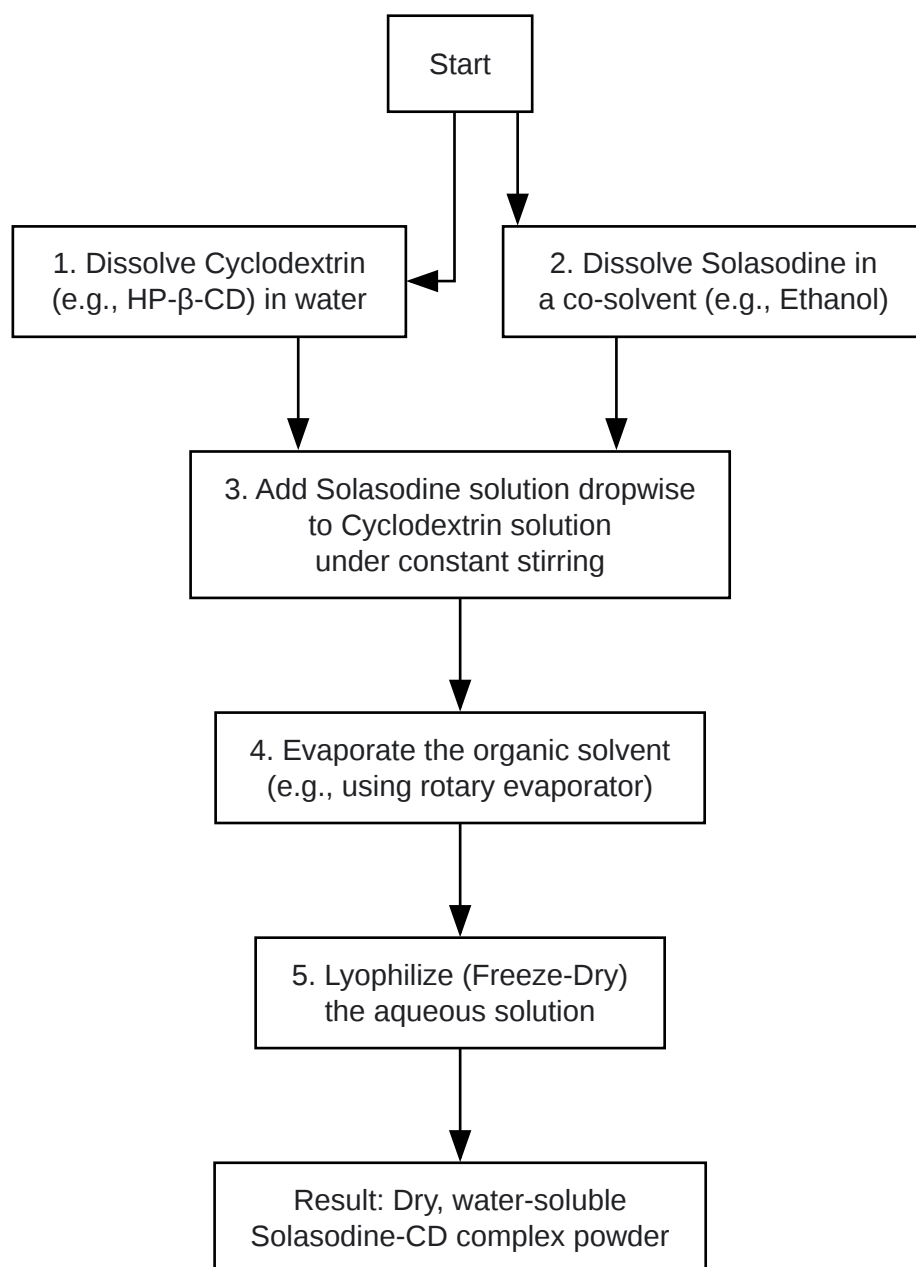 Start
1. Dissolve Cyclodextrin
(e.g., HP-β-CD) in water
2. Dissolve Solasodine in
a co-solvent (e.g., Ethanol)
3. Add Solasodine solution dropwise
to Cyclodextrin solution
under constant stirring
4. Evaporate the organic solvent
(e.g., using rotary evaporator)
5. Lyophilize (Freeze-Dry)
the aqueous solution
Result: Dry, water-soluble
Solasodine-CD complex powder